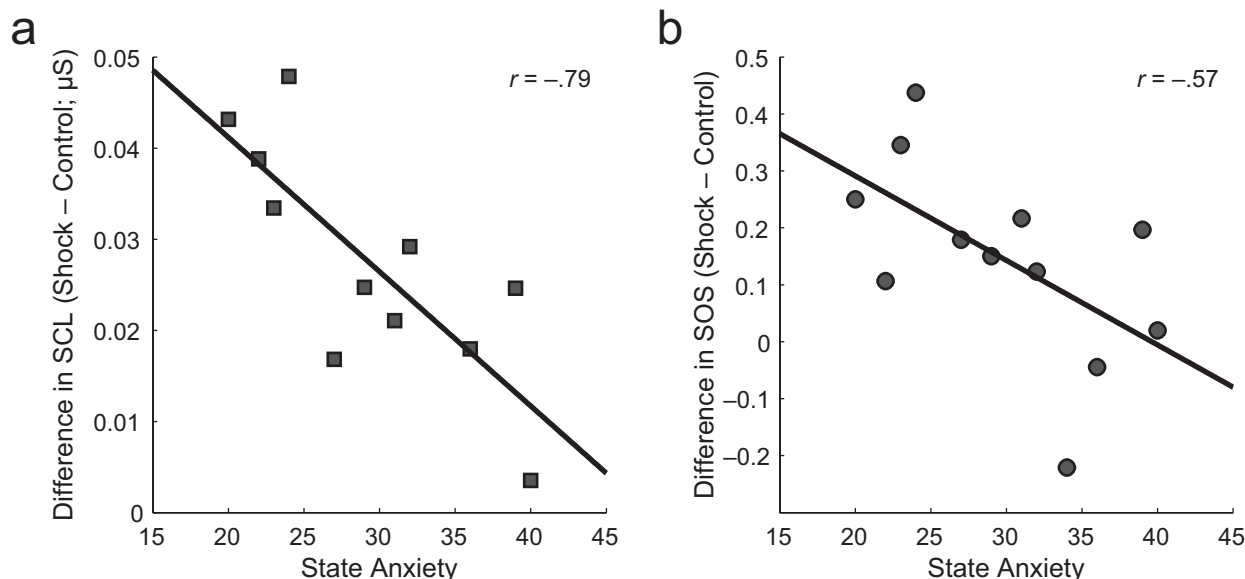 a
Difference in SCL (Shock – Control; µS)
0.05
0.04
0.03
0.02
0.01
0
r = –.79
15 20 25 30 35 40 45
State Anxiety
b
Difference in SOS (Shock – Control)
0.5
0.4
0.3
0.2
0.1
0
–0.1
–0.2
r = –.57
15 20 25 30 35 40 45
State Anxiety